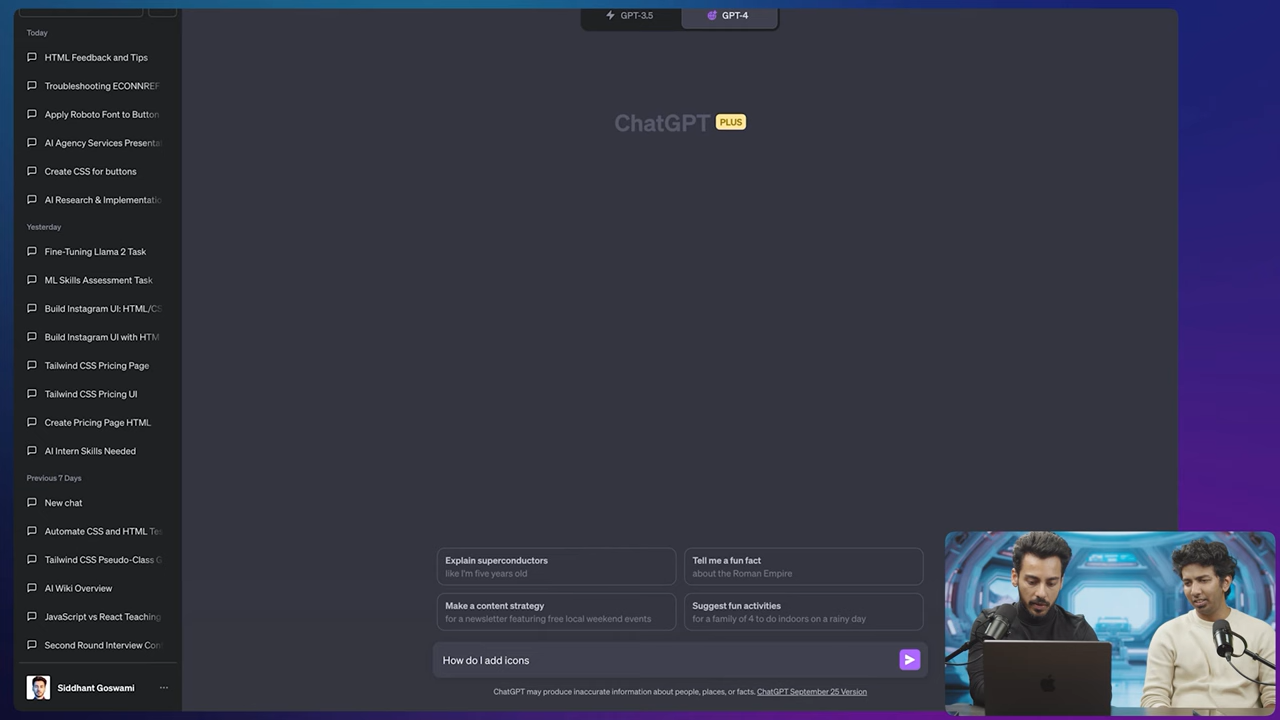 Today
HTML Feedback and Tips
Troubleshooting ECONNREF
Apply Roboto Font to Button
AI Agency Services Presenta
Create CSS for buttons
AI Research & Implementatio
Yesterday
Fine-Tuning Llama 2 Task
ML Skills Assessment Task
Build Instagram UI: HTML/CS
Build Instagram UI with HTM
Tailwind CSS Pricing Page
Tailwind CSS Pricing UI
Create Pricing Page HTML
AI Intern Skills Needed
Previous 7 Days
New chat
Automate CSS and HTML Te
Tailwind CSS Pseudo-Class G
AI Wiki Overview
JavaScript vs React Teaching
Second Round Interview Con
Siddhant Goswami
GPT-3.5
GPT-4
ChatGPT PLUS
Explain superconductors
like I'm five years old
Tell me a fun fact
about the Roman Empire
Make a content strategy
for a newsletter featuring free local weekend events
Suggest fun activities
for a family of 4 to do indoors on a rainy day
How do I add icons
ChatGPT may produce inaccurate information about people, places, or facts. ChatGPT September 25 Version